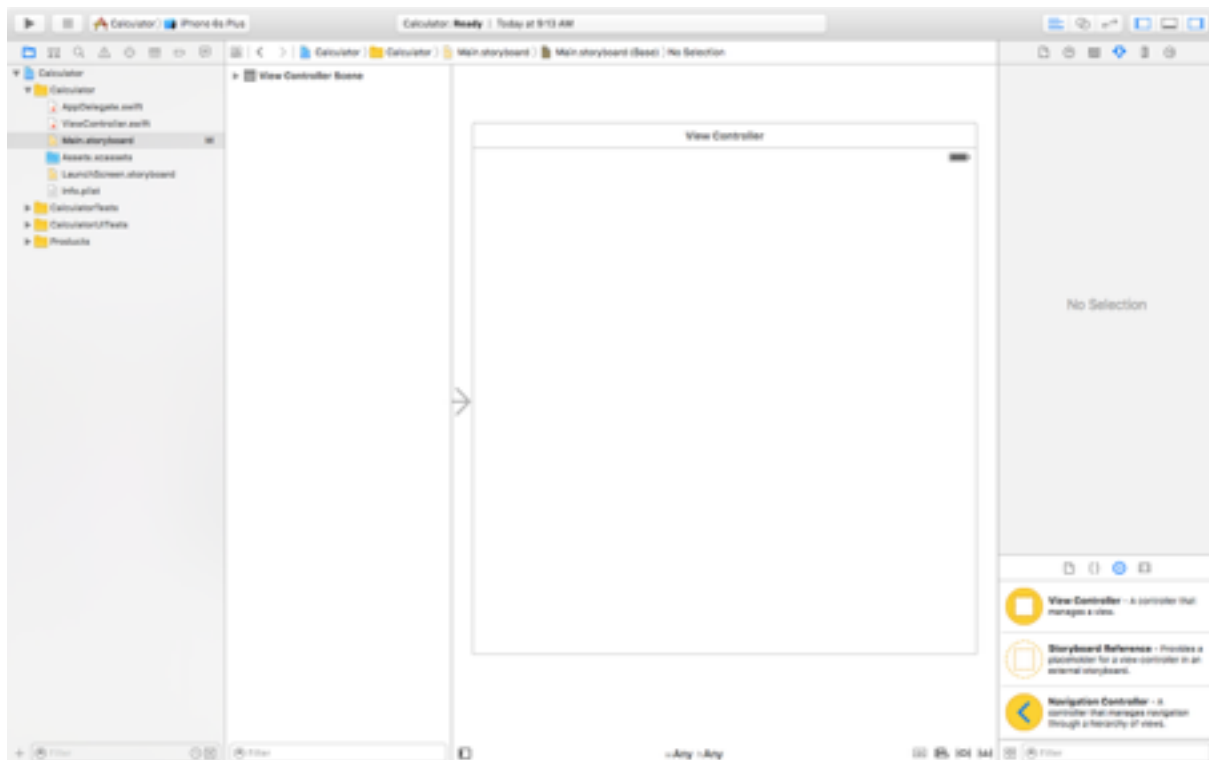 Calculator iPhone 6s Plus
Calculator: Ready | Today at 9:13 AM
Calculator Calculator Main.storyboard Main.storyboard (Base) No Selection
Calculator
Calculator
AppDelegate.swift
ViewController.swift
Main.storyboard M
Assets.xcassets
LaunchScreen.storyboard
Info.plist
CalculatorTests
CalculatorUITests
Products
View Controller Scene
View Controller
No Selection
View Controller - A controller that
manages a view.
Storyboard Reference - Provides a
placeholder for a view controller in an
external storyboard.
Navigation Controller - A
controller that manages navigation
through a hierarchy of views.
Filter
Filter
wAny hAny
Filter